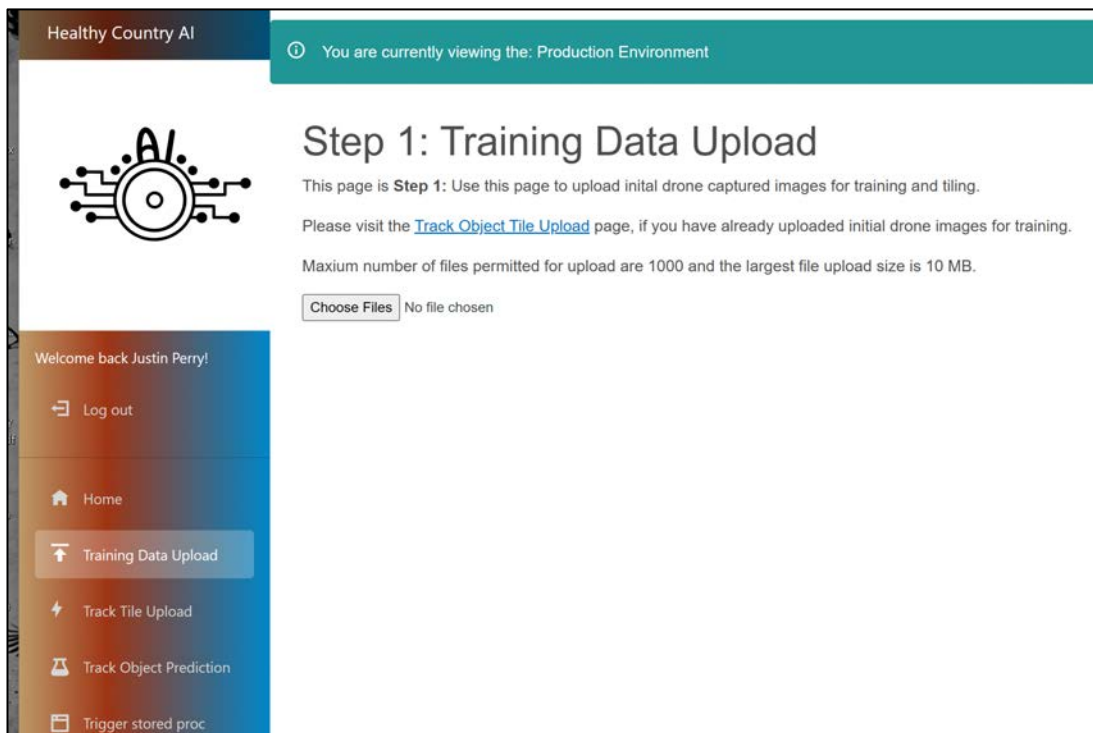 Healthy Country AI
You are currently viewing the: Production Environment
AI
Step 1: Training Data Upload
This page is Step 1: Use this page to upload inital drone captured images for training and tiling.
Please visit the Track Object Tile Upload page, if you have already uploaded initial drone images for training.
Maxium number of files permitted for upload are 1000 and the largest file upload size is 10 MB.
Choose Files No file chosen
Welcome back Justin Perry!
Log out
Home
Training Data Upload
Track Tile Upload
Track Object Prediction
Trigger stored proc